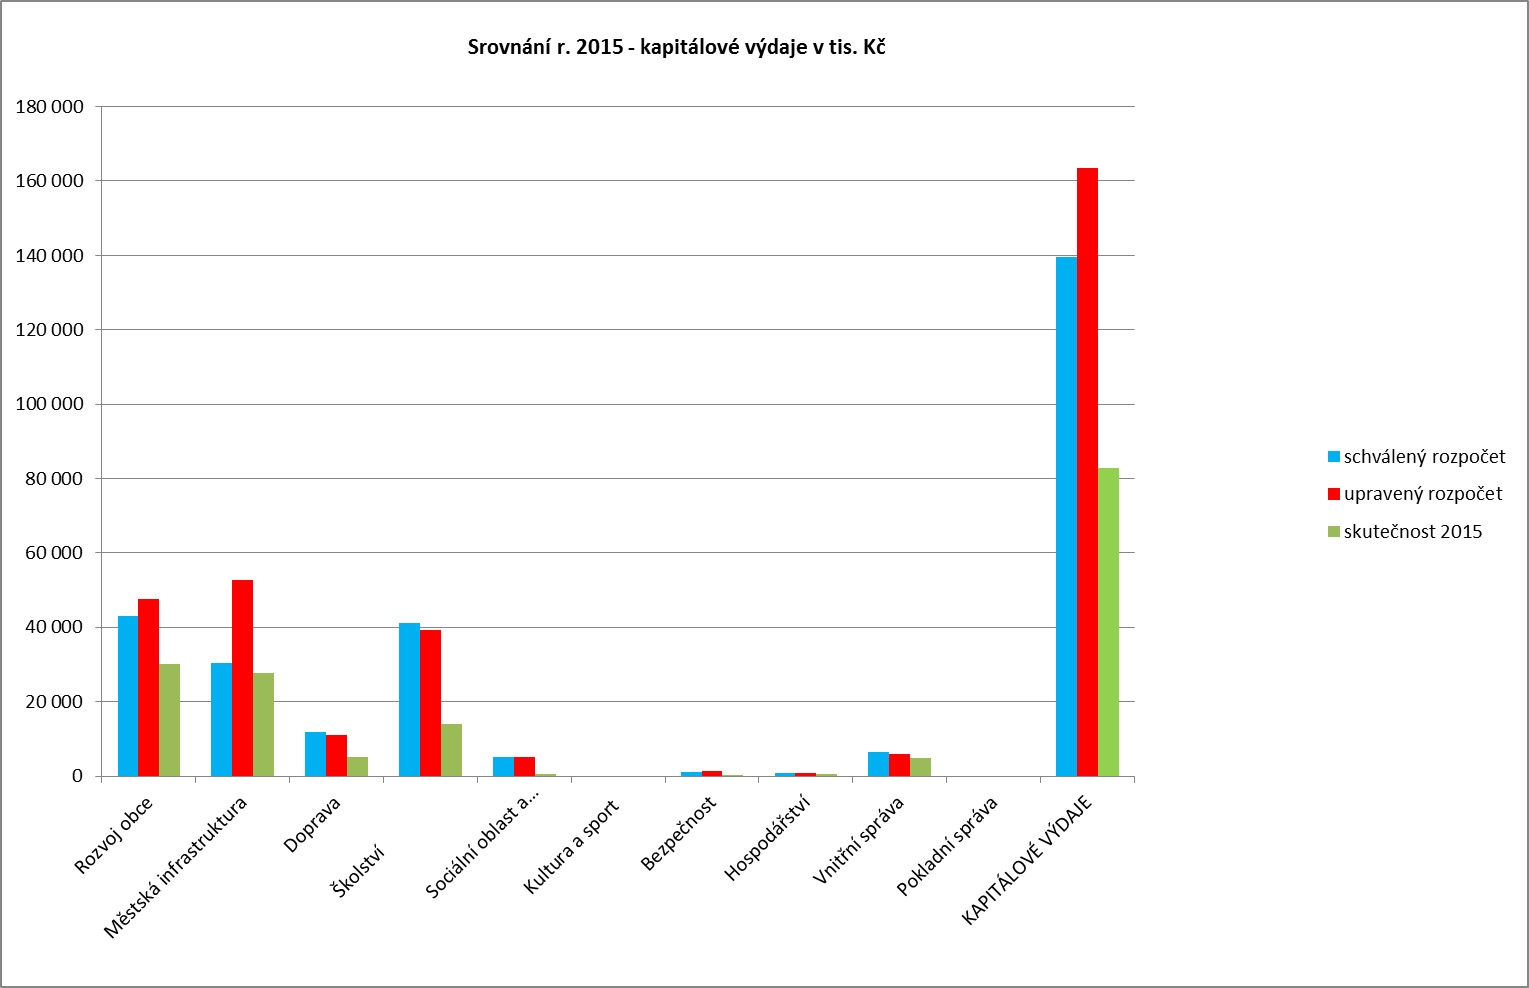 Srovnání r. 2015 - kapitálové výdaje v tis. Kč
180 000
160 000
140 000
120 000
100 000
80 000
60 000
40 000
20 000
0
Rozvoj obce
Městská infrastruktura
Doprava
Školství
Sociální oblast a...
Kultura a sport
Bezpečnost
Hospodářství
Vnitřní správa
Pokladní správa
KAPITÁLOVÉ VÝDAJE
schválený rozpočet
upravený rozpočet
skutečnost 2015